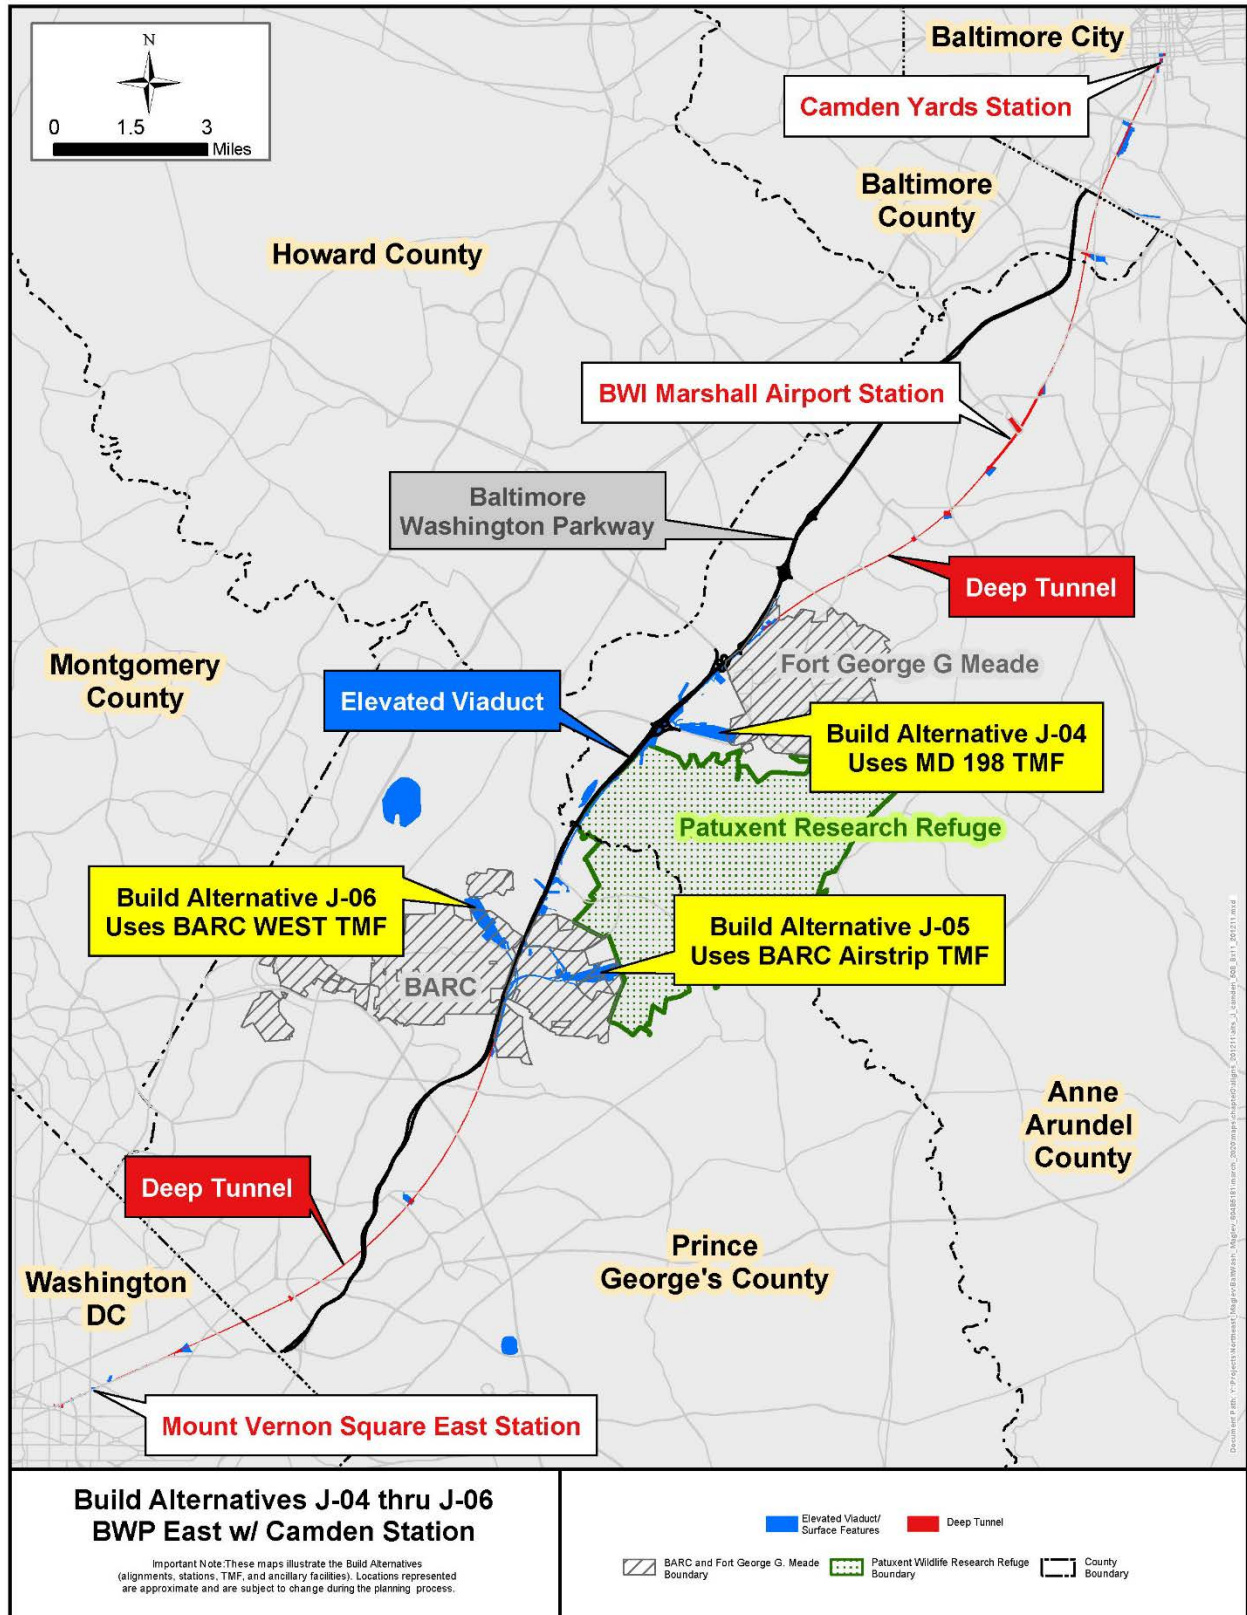 N
0 1.5 3
Miles
Baltimore City
Camden Yards Station
Baltimore
County
Howard County
BWI Marshall Airport Station
Baltimore
Washington Parkway
Deep Tunnel
Montgomery
County
Fort George G Meade
Elevated Viaduct
Build Alternative J-04
Uses MD 198 TMF
Patuxent Research Refuge
Build Alternative J-06
Uses BARC WEST TMF
Build Alternative J-05
Uses BARC Airstrip TMF
BARC
Anne
Arundel
County
Deep Tunnel
Prince
George's County
Washington
DC
Mount Vernon Square East Station
Build Alternatives J-04 thru J-06
BWP East w/ Camden Station
Important Note:These maps illustrate the Build Alternatives
(alignments, stations, TMF, and ancillary facilities). Locations represented
are approximate and are subject to change during the planning process.
Elevated Viaduct/
Surface Features
Deep Tunnel
BARC and Fort George G. Meade
Boundary
Patuxent Wildlife Research Refuge
Boundary
County
Boundary